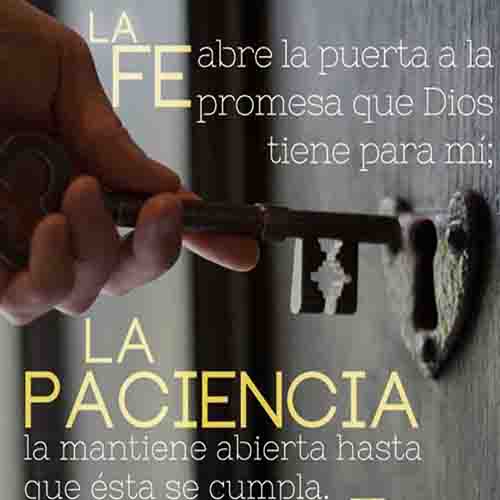 LA
FE abre la puerta a la
promesa que Dios
tiene para mí;
LA
PACIENCIA
la mantiene abierta hasta
que ésta se cumpla.